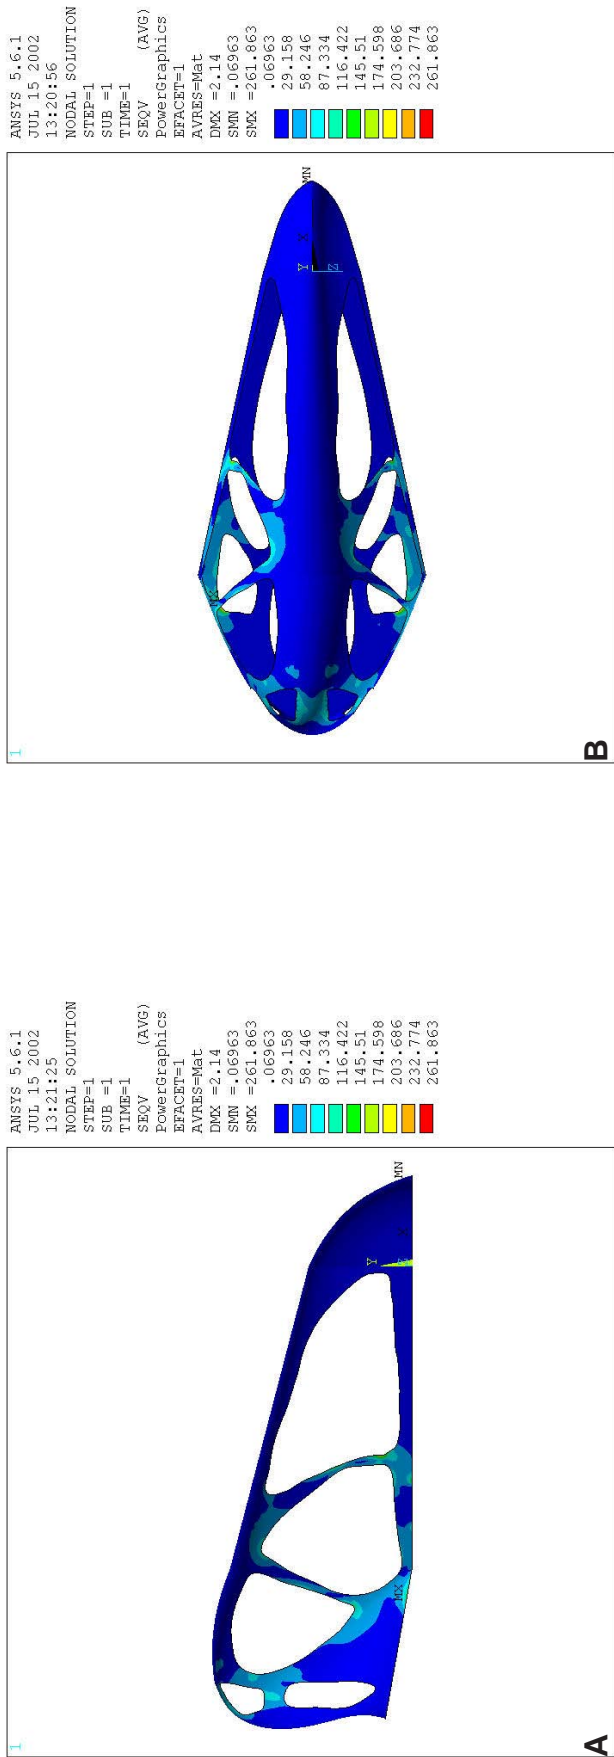 1
ANSYS 5.6.1
JUL 15 2002
13:21:25
NODAL SOLUTION
STEP=1
SUB =1
TIME=1
SEQV (AVG)
PowerGraphics
EFACET=1
AVRES=Mat
DMX =2.14
SMN =.06963
SMX =261.863
.06963
29.158
58.246
87.334
116.422
145.51
174.598
203.686
232.774
261.863
Y
X
Z
MN
MX
A
1
ANSYS 5.6.1
JUL 15 2002
13:20:56
NODAL SOLUTION
STEP=1
SUB =1
TIME=1
SEQV (AVG)
PowerGraphics
EFACET=1
AVRES=Mat
DMX =2.14
SMN =.06963
SMX =261.863
.06963
29.158
58.246
87.334
116.422
145.51
174.598
203.686
232.774
261.863
MX
Y
X
Z
MN
B